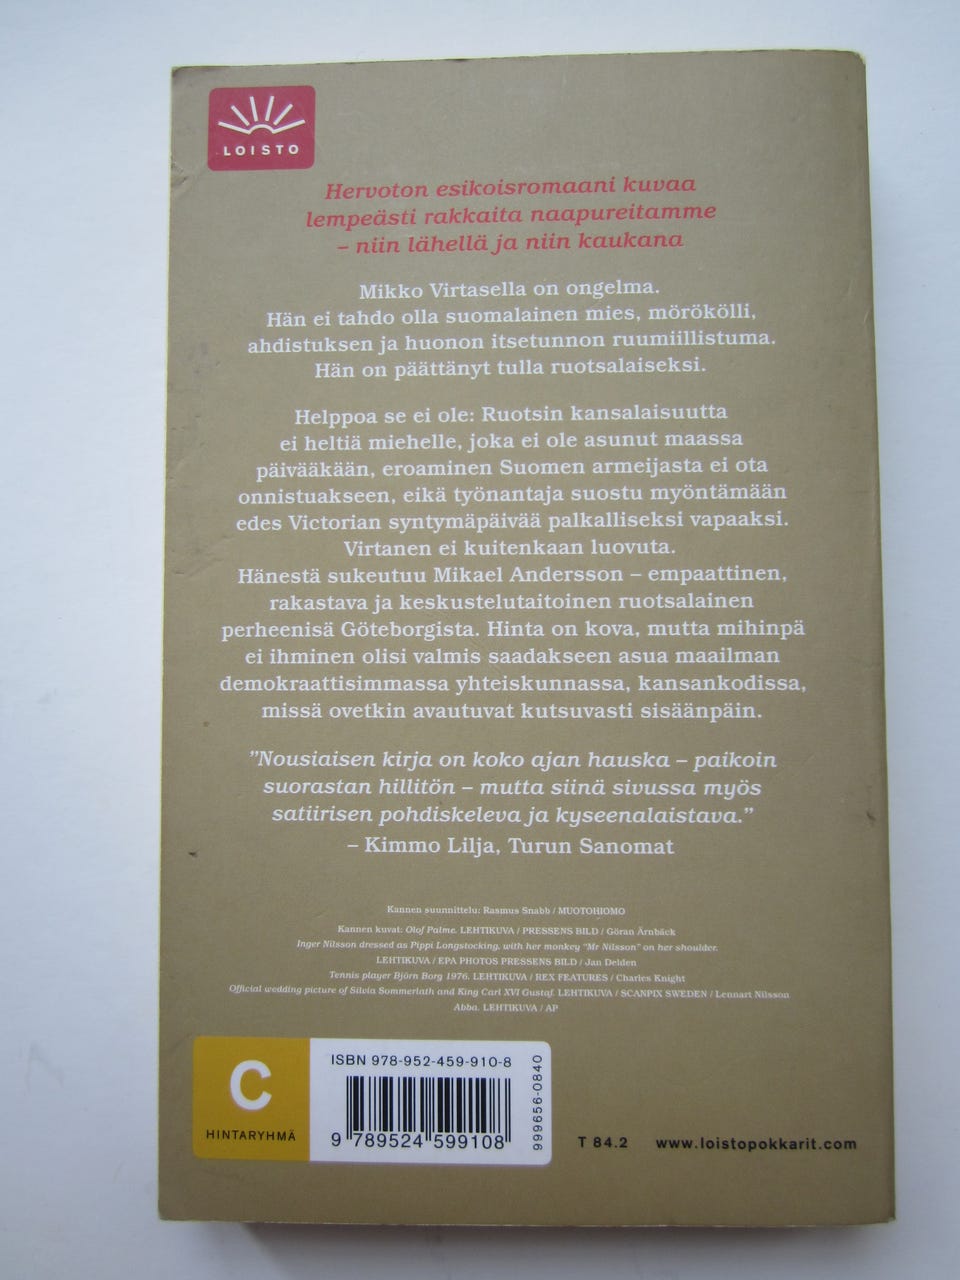 LOISTO
Hervoton esikoisromaani kuvaa
lempeästi rakkaita naapureitamme
– niin lähellä ja niin kaukana
Mikko Virtasella on ongelma.
Hän ei tahdo olla suomalainen mies, mörökölli,
ahdistuksen ja huonon itsetunnon ruumiillistuma.
Hän on päättänyt tulla ruotsalaiseksi.
Helppoa se ei ole: Ruotsin kansalaisuutta
ei heltiä miehelle, joka ei ole asunut maassa
päivääkään, eroaminen Suomen armeijasta ei ota
onnistuakseen, eikä työnantaja suostu myöntämään
edes Victorian syntymäpäivää palkalliseksi vapaaksi.
Virtanen ei kuitenkaan luovuta.
Hänestä sukeutuu Mikael Andersson – empaattinen,
rakastava ja keskustelutaitoinen ruotsalainen
perheenisä Göteborgista. Hinta on kova, mutta mihinpä
ei ihminen olisi valmis saadakseen asua maailman
demokraattisimmassa yhteiskunnassa, kansankodissa,
missä ovetkin avautuvat kutsuvasti sisäänpäin.
”Nousiaisen kirja on koko ajan hauska – paikoin
suorastan hillitön – mutta siinä sivussa myös
satiirisen pohdiskeleva ja kyseenalaistava.”
– Kimmo Lilja, Turun Sanomat
Kannen suunnittelu: Rasmus Snabb / MUOTOHIOMO
Kannen kuvat: Olof Palme. LEHTIKUVA / PRESSENS BILD / Göran Ärnbäck
Inger Nilsson dressed as Pippi Longstocking, with her monkey "Mr Nilsson" on her shoulder.
LEHTIKUVA / EPA PHOTOS PRESSENS BILD / Jan Delden
Tennis player Björn Borg 1976. LEHTIKUVA / REX FEATURES / Charles Knight
Official wedding picture of Silvia Sommerlath and King Carl XVI Gustaf. LEHTIKUVA / SCANPIX SWEDEN / Lennart Nilsson
Abba. LEHTIKUVA / AP
C
HINTARYHMÄ
ISBN 978-952-459-910-8
9 789524 599108
999656-0840
T 84.2 www.loistopokkarit.com